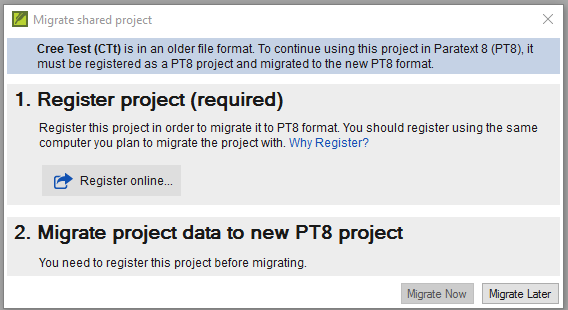 Migrate shared project
Cree Test (CTt) is in an older file format. To continue using this project in Paratext 8 (PT8), it
must be registered as a PT8 project and migrated to the new PT8 format.
1. Register project (required)
Register this project in order to migrate it to PT8 format. You should register using the same
computer you plan to migrate the project with. Why Register?
Register online...
2. Migrate project data to new PT8 project
You need to register this project before migrating.
Migrate Now
Migrate Later